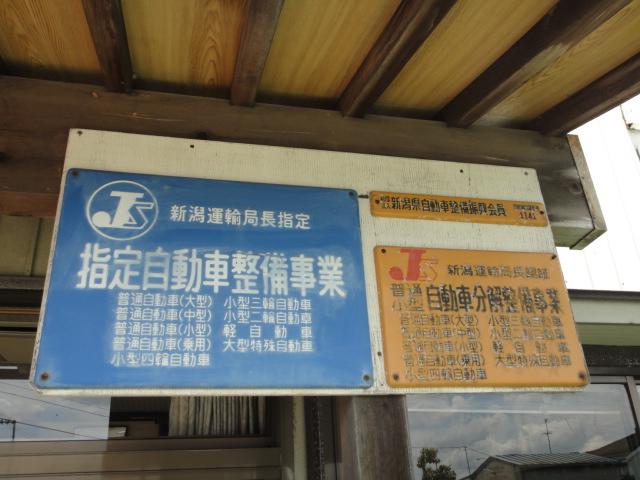 JS
新潟運輸局長指定
指定自動車整備事業
普通自動車(大型) 小型三輪自動車
普通自動車(中型) 小型二輪自動車
普通自動車(小型) 軽自動車
普通自動車(乗用) 大型特殊自動車
小型四輪自動車
新潟県自動車整備振興会会員
1141
JS
新潟運輸局長認証
普通
小型 自動車分解整備事業
普通自動車(大型) 小型三輪自動車
普通自動車(中型) 小型二輪自動車
普通自動車(小型) 軽自動車
普通自動車(乗用) 大型特殊自動車
小型四輪自動車